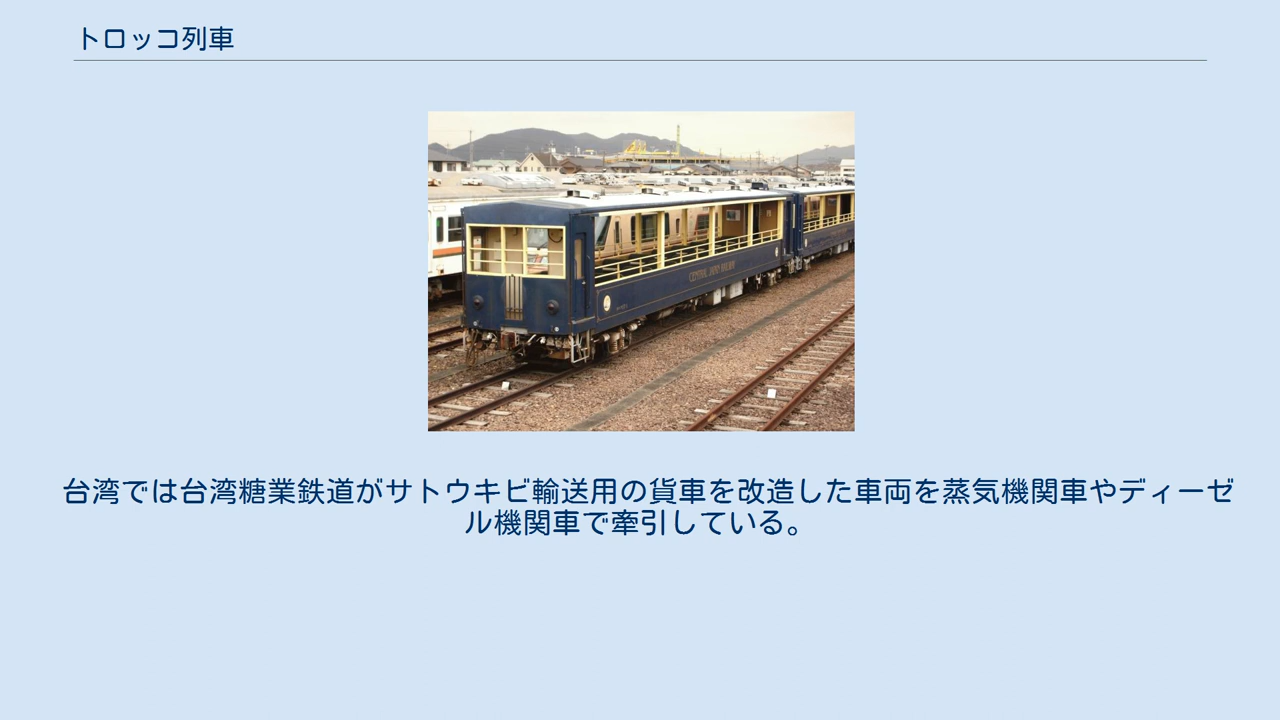 トロッコ列車
CENTRAL JAPAN RAILWAY
台湾では台湾糖業鉄道がサトウキビ輸送用の貨車を改造した車両を蒸気機関車やディーゼ
ル機関車で牽引している。